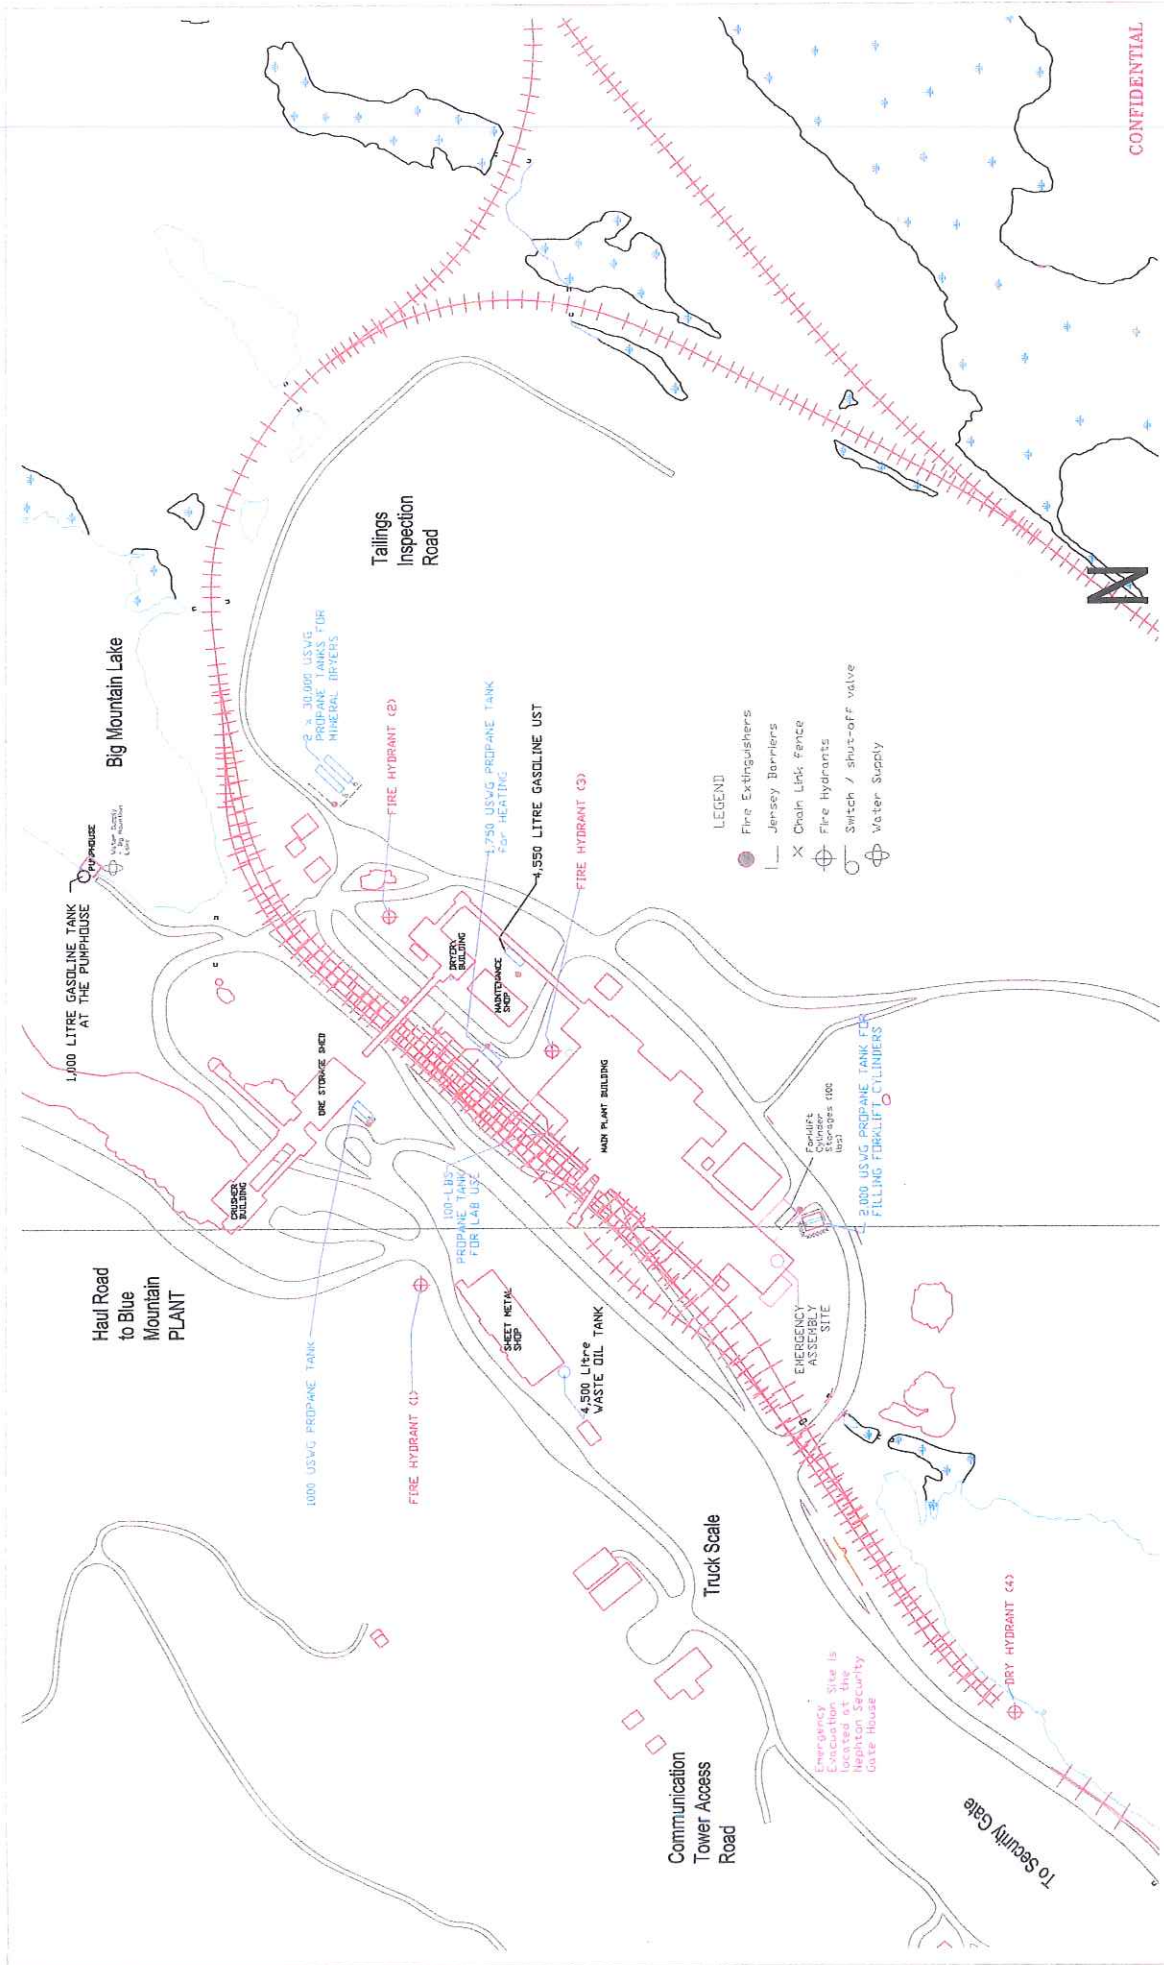 CONFIDENTIAL
Big Mountain Lake
PUMPHOUSE
Water Supply
- Big Mountain
Lake
1,000 LITRE GASOLINE TANK
AT THE PUMPHOUSE
Tailings
Inspection
Road
2 x 30,000 USWG
PROPANE TANKS FOR
MINERAL DRYERS
FIRE HYDRANT (2)
1,750 USWG PROPANE TANK
FOR HEATING
4,550 LITRE GASOLINE UST
FIRE HYDRANT (3)
DRYERY
BUILDING
MAINTENANCE
SHOP
ORE STORAGE SHED
MAIN PLANT BUILDING
CRUSHER
BUILDING
100-LBS
PROPANE TANK
FOR LAB USE
Haul Road
to Blue
Mountain
PLANT
1000 USWG PROPANE TANK
FIRE HYDRANT (1)
SHEET METAL
SHOP
4,500 Litre
WASTE OIL TANK
Forklift
Cylinder
Storages (100
lbs)
2,000 USWG PROPANE TANK FOR
FILLING FORKLIFT CYLINDERS
EMERGENCY
ASSEMBLY
SITE
LEGEND
Fire Extinguishers
Jersey Barriers
Chain Link Fence
Fire Hydrants
Switch / shut-off valve
Water Supply
N
Truck Scale
Communication
Tower Access
Road
Emergency
Evacuation Site is
located at the
Nephton Security
Gate House
DRY HYDRANT (4)
To Security Gate